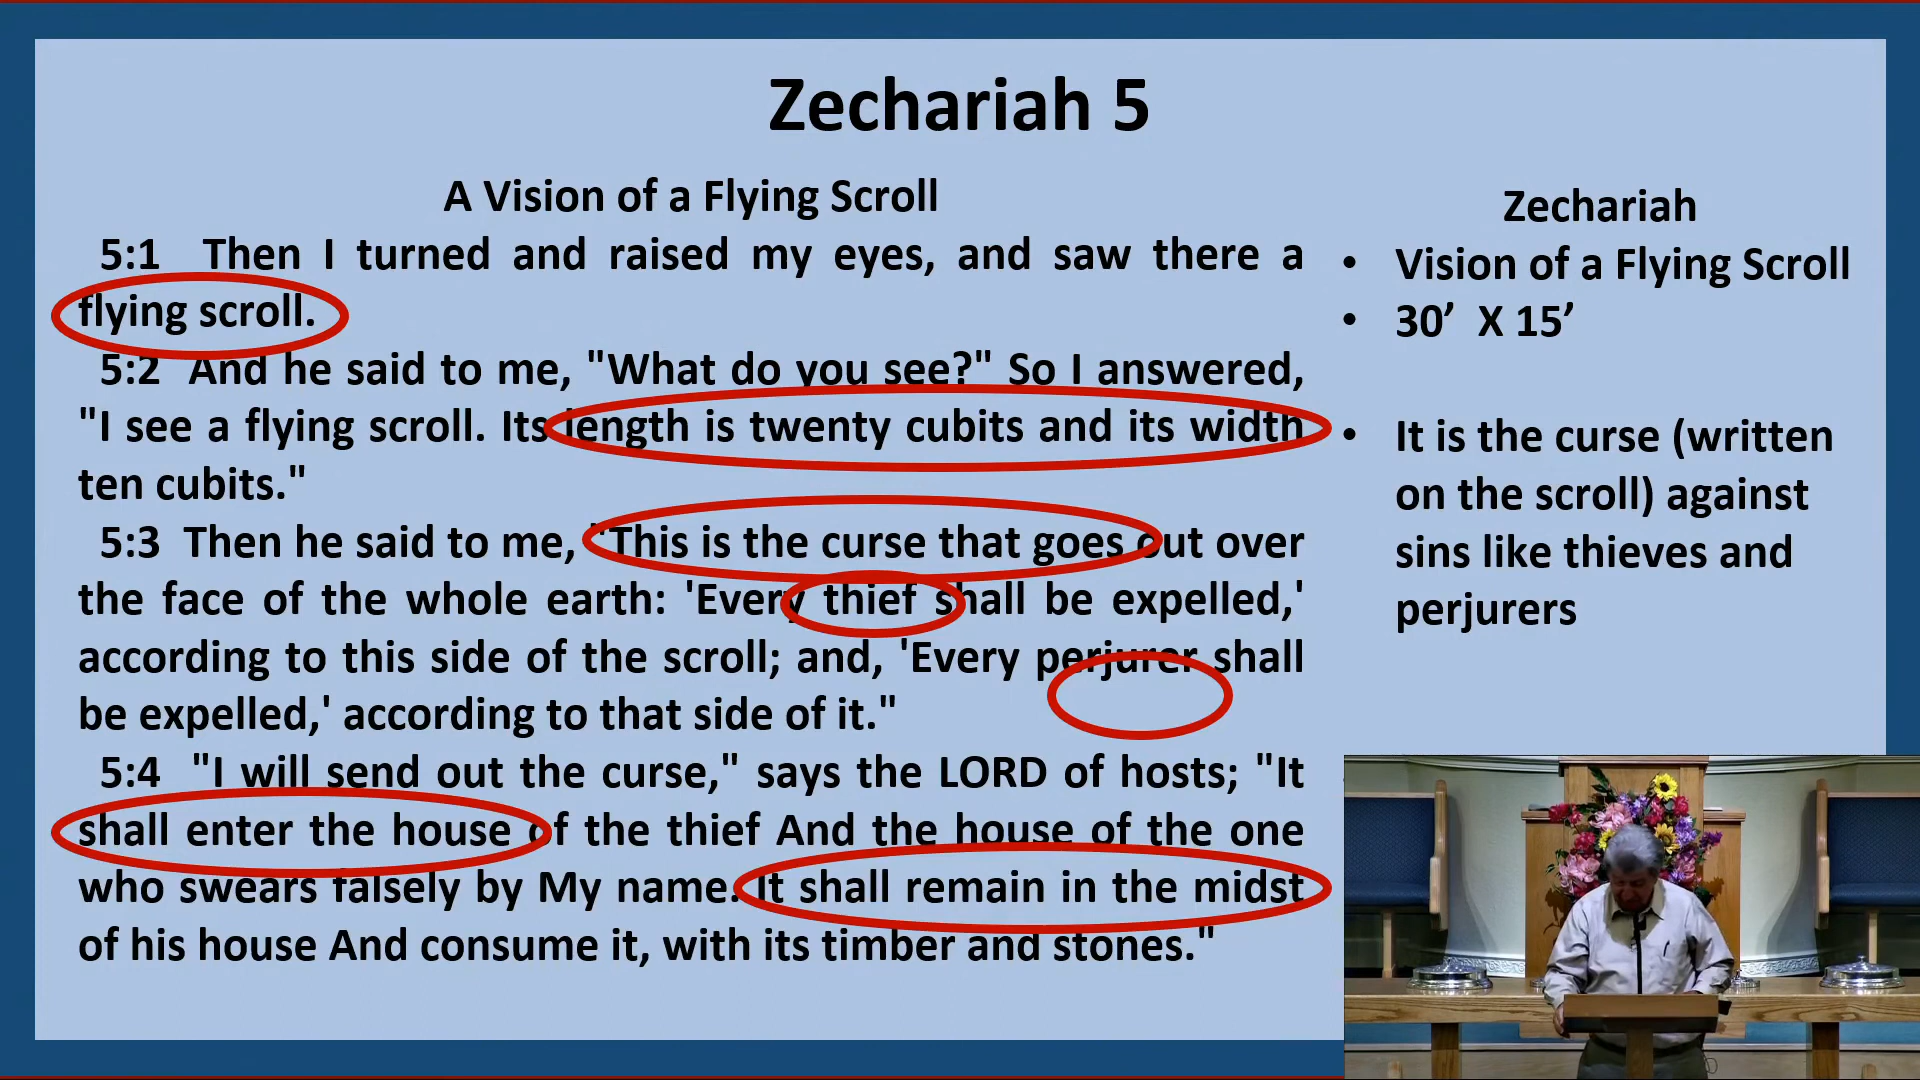 Zechariah 5
A Vision of a Flying Scroll
5:1 Then I turned and raised my eyes, and saw there a
flying scroll.
5:2 And he said to me, "What do you see?" So I answered,
"I see a flying scroll. Its length is twenty cubits and its width
ten cubits."
5:3 Then he said to me, "This is the curse that goes out over
the face of the whole earth: 'Every thief shall be expelled,'
according to this side of the scroll; and, 'Every perjurer shall
be expelled,' according to that side of it."
5:4 "I will send out the curse," says the LORD of hosts; "It
shall enter the house of the thief And the house of the one
who swears falsely by My name. It shall remain in the midst
of his house And consume it, with its timber and stones."
Zechariah
• Vision of a Flying Scroll
• 30’ X 15’
• It is the curse (written
on the scroll) against
sins like thieves and
perjurers